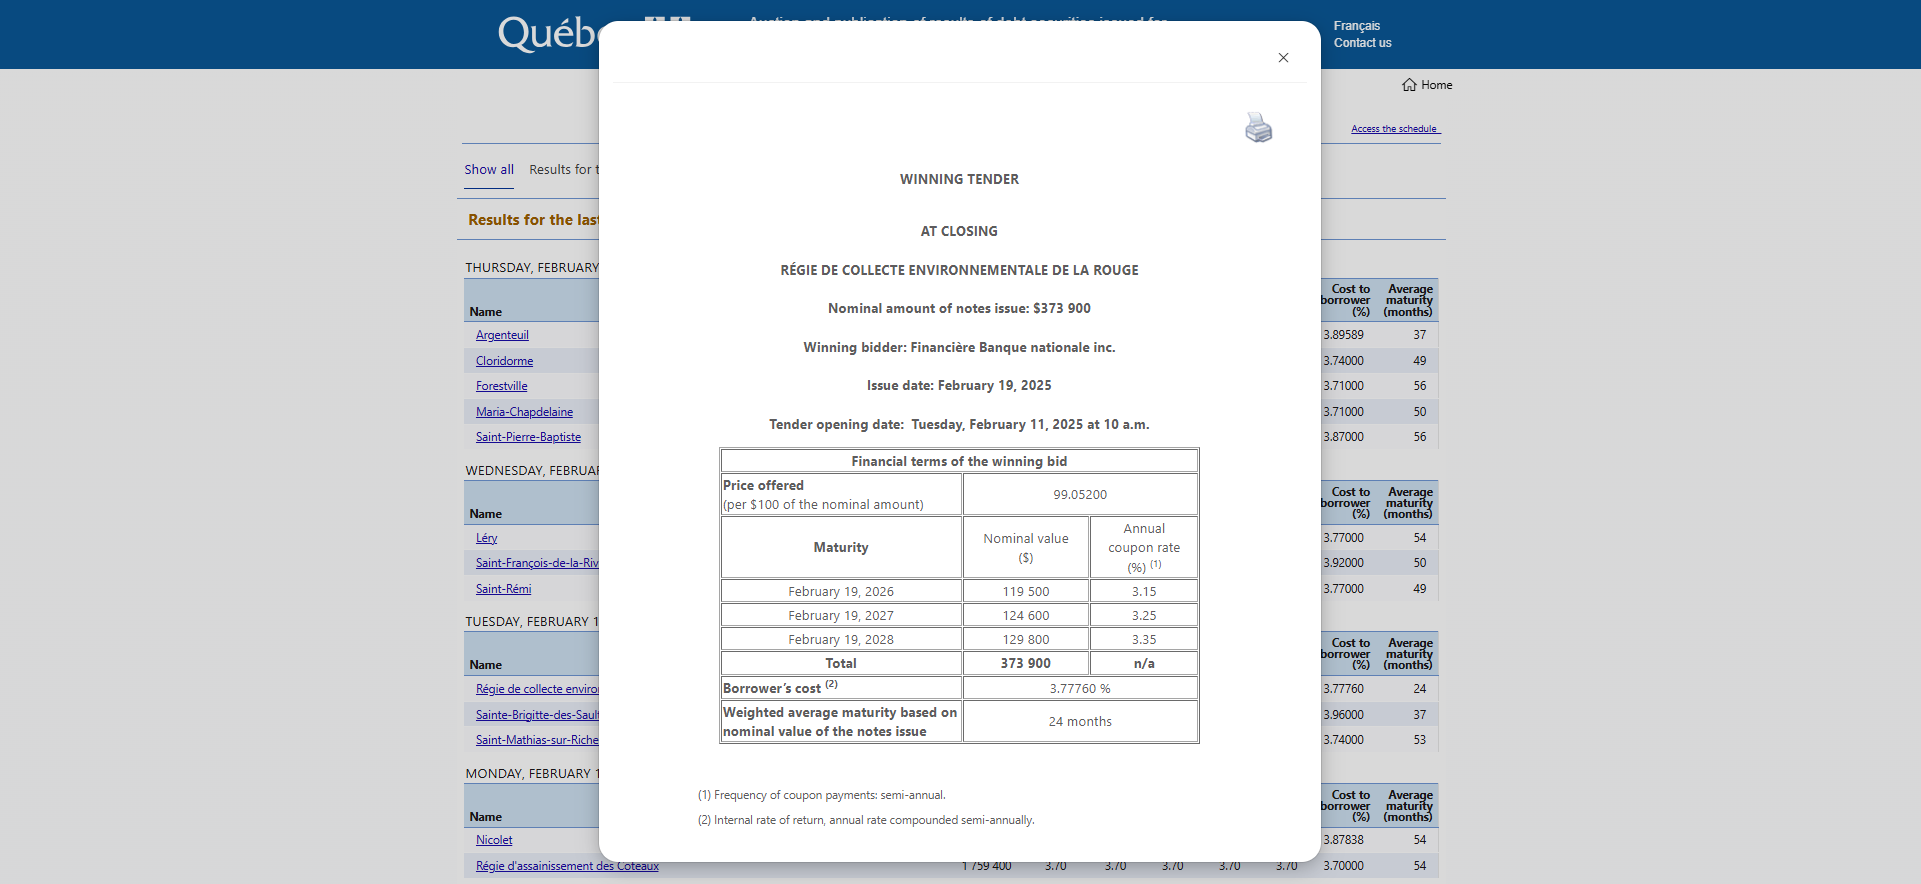 Québ
Français
Contact us
Home
Access the schedule
Show all Results for t
Results for the last
WINNING TENDER
AT CLOSING
RÉGIE DE COLLECTE ENVIRONNEMENTALE DE LA ROUGE
Nominal amount of notes issue: $373 900
Winning bidder: Financière Banque nationale inc.
Issue date: February 19, 2025
Tender opening date: Tuesday, February 11, 2025 at 10 a.m.
Financial terms of the winning bid
Price offered
(per $100 of the nominal amount) 99.05200
Maturity Nominal value ($) Annual coupon rate (%) (1)
February 19, 2026 119 500 3.15
February 19, 2027 124 600 3.25
February 19, 2028 129 800 3.35
Total 373 900 n/a
Borrower's cost (2) 3.77760 %
Weighted average maturity based on
nominal value of the notes issue 24 months
(1) Frequency of coupon payments: semi-annual.
(2) Internal rate of return, annual rate compounded semi-annually.
THURSDAY, FEBRUARY
Name Cost to borrower (%) Average maturity (months)
Argenteuil 3.89589 37
Cloridorme 3.74000 49
Forestville 3.71000 56
Maria-Chapdelaine 3.71000 50
Saint-Pierre-Baptiste 3.87000 56
WEDNESDAY, FEBRUAR
Name Cost to borrower (%) Average maturity (months)
Léry 3.77000 54
Saint-François-de-la-Riv 3.92000 50
Saint-Rémi 3.77000 49
TUESDAY, FEBRUARY 1
Name Cost to borrower (%) Average maturity (months)
Régie de collecte enviro 3.77760 24
Sainte-Brigitte-des-Sault 3.96000 37
Saint-Mathias-sur-Riche 3.74000 53
MONDAY, FEBRUARY 1
Name Cost to borrower (%) Average maturity (months)
Nicolet 3.87838 54
Régie d'assainissement des Coteaux 1 759 400 3.70 3.70 3.70 3.70 3.70 3.70000 54